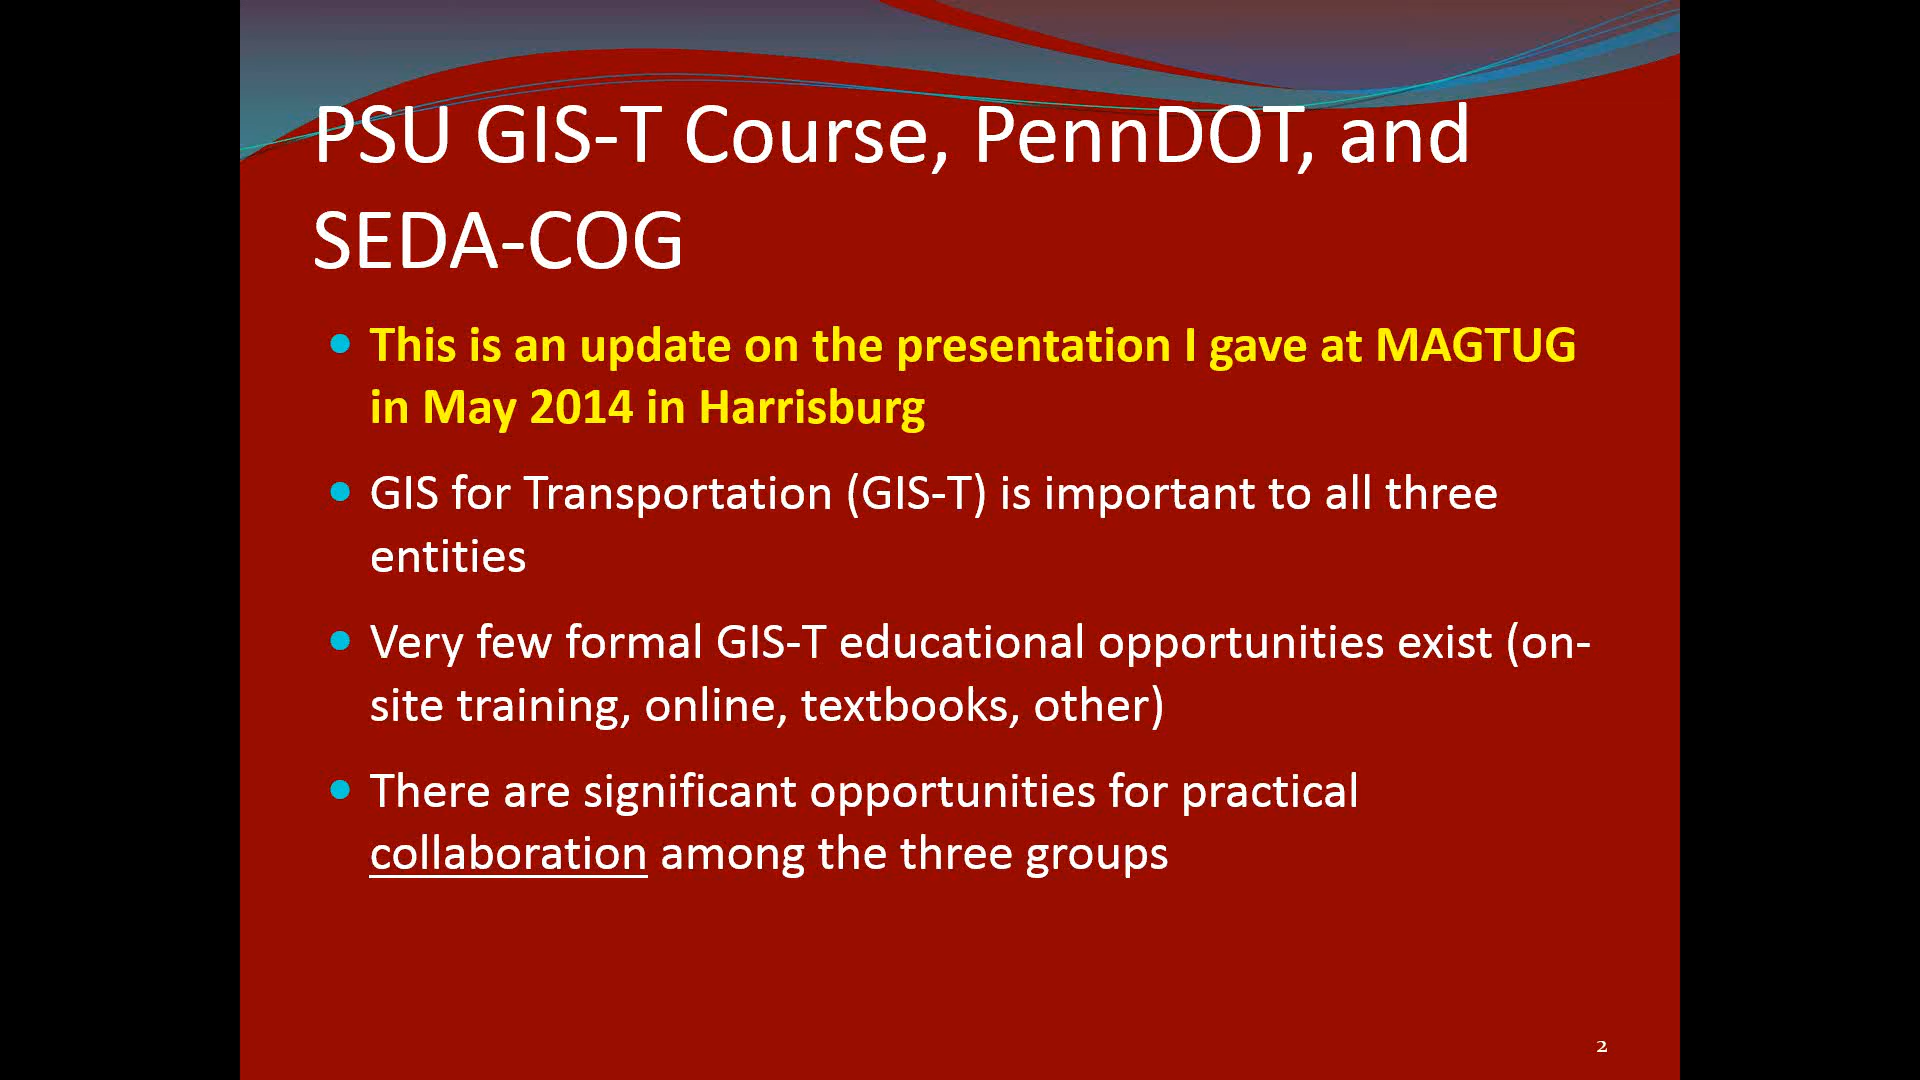 PSU GIS-T Course, PennDOT, and
SEDA-COG
This is an update on the presentation I gave at MAGTUG
in May 2014 in Harrisburg
GIS for Transportation (GIS-T) is important to all three
entities
Very few formal GIS-T educational opportunities exist (on-
site training, online, textbooks, other)
There are significant opportunities for practical
collaboration among the three groups
2